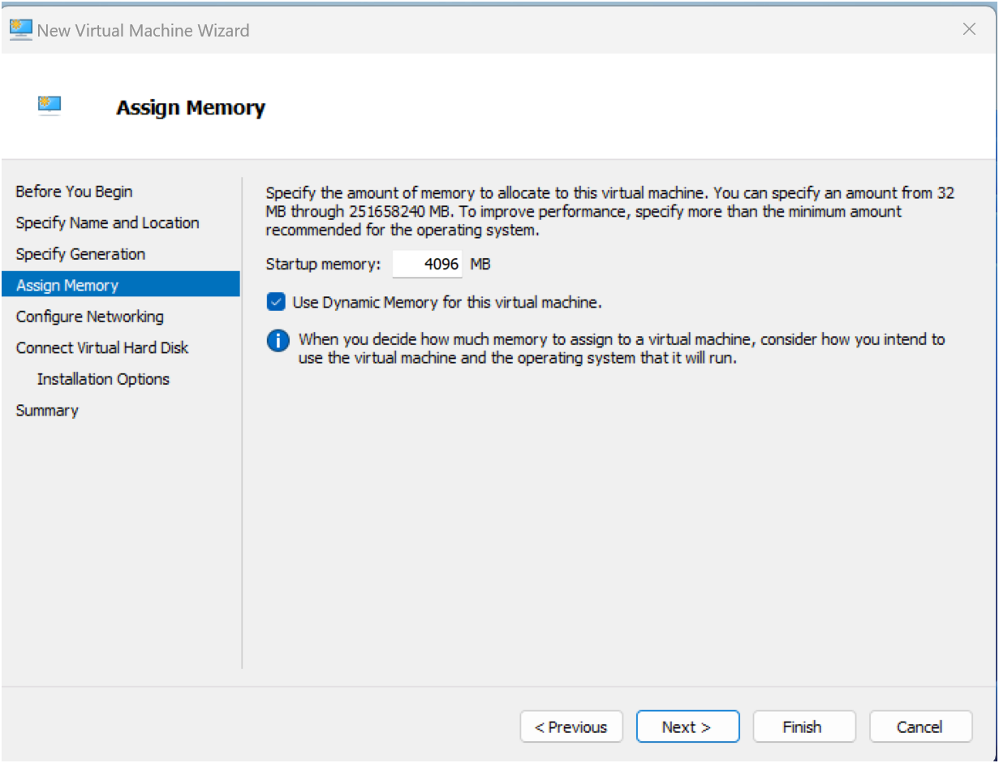 New Virtual Machine Wizard
Assign Memory
Before You Begin
Specify Name and Location
Specify Generation
Assign Memory
Configure Networking
Connect Virtual Hard Disk
Installation Options
Summary
Specify the amount of memory to allocate to this virtual machine. You can specify an amount from 32
MB through 251658240 MB. To improve performance, specify more than the minimum amount
recommended for the operating system.
Startup memory: 4096 MB
Use Dynamic Memory for this virtual machine.
When you decide how much memory to assign to a virtual machine, consider how you intend to
use the virtual machine and the operating system that it will run.
< Previous Next > Finish Cancel